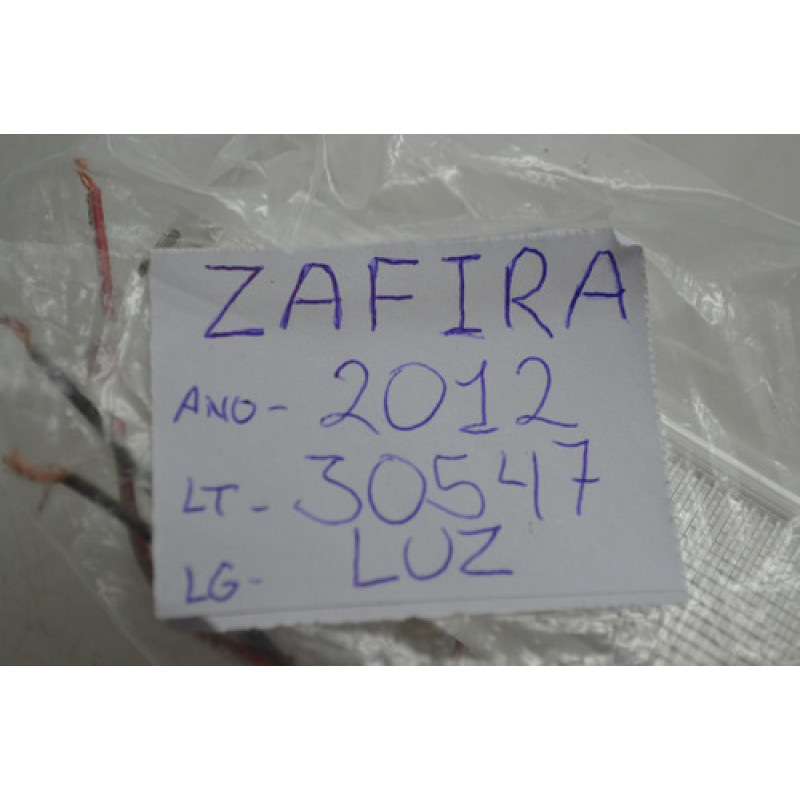 ZAFIRA
ANO- 2012
LT- 30547
LG- LUZ